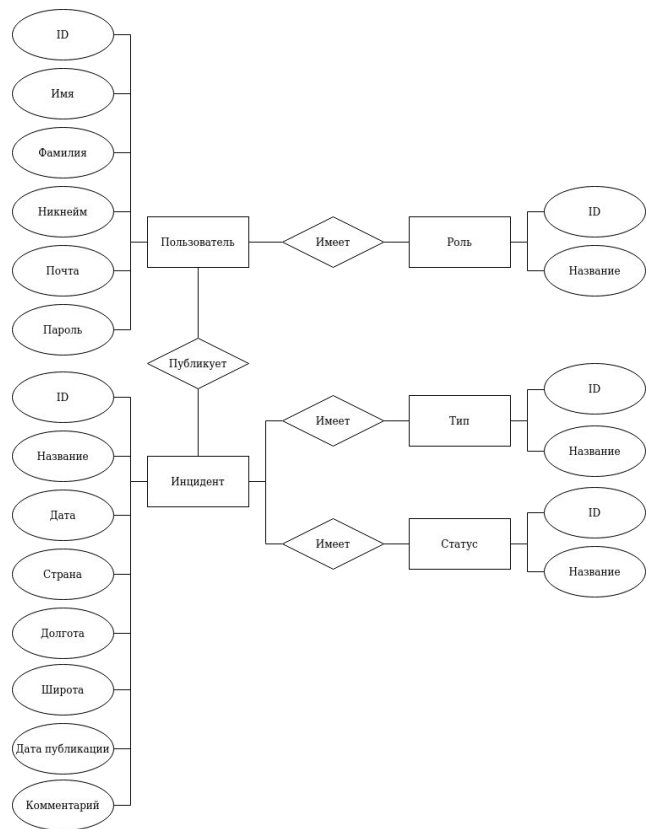 ID
Имя
Фамилия
Никнейм
Почта
Пароль
Пользователь
Имеет
Роль
ID
Название
Публикует
ID
Название
Дата
Страна
Долгота
Широта
Дата публикации
Комментарий
Инцидент
Имеет
Тип
ID
Название
Имеет
Статус
ID
Название